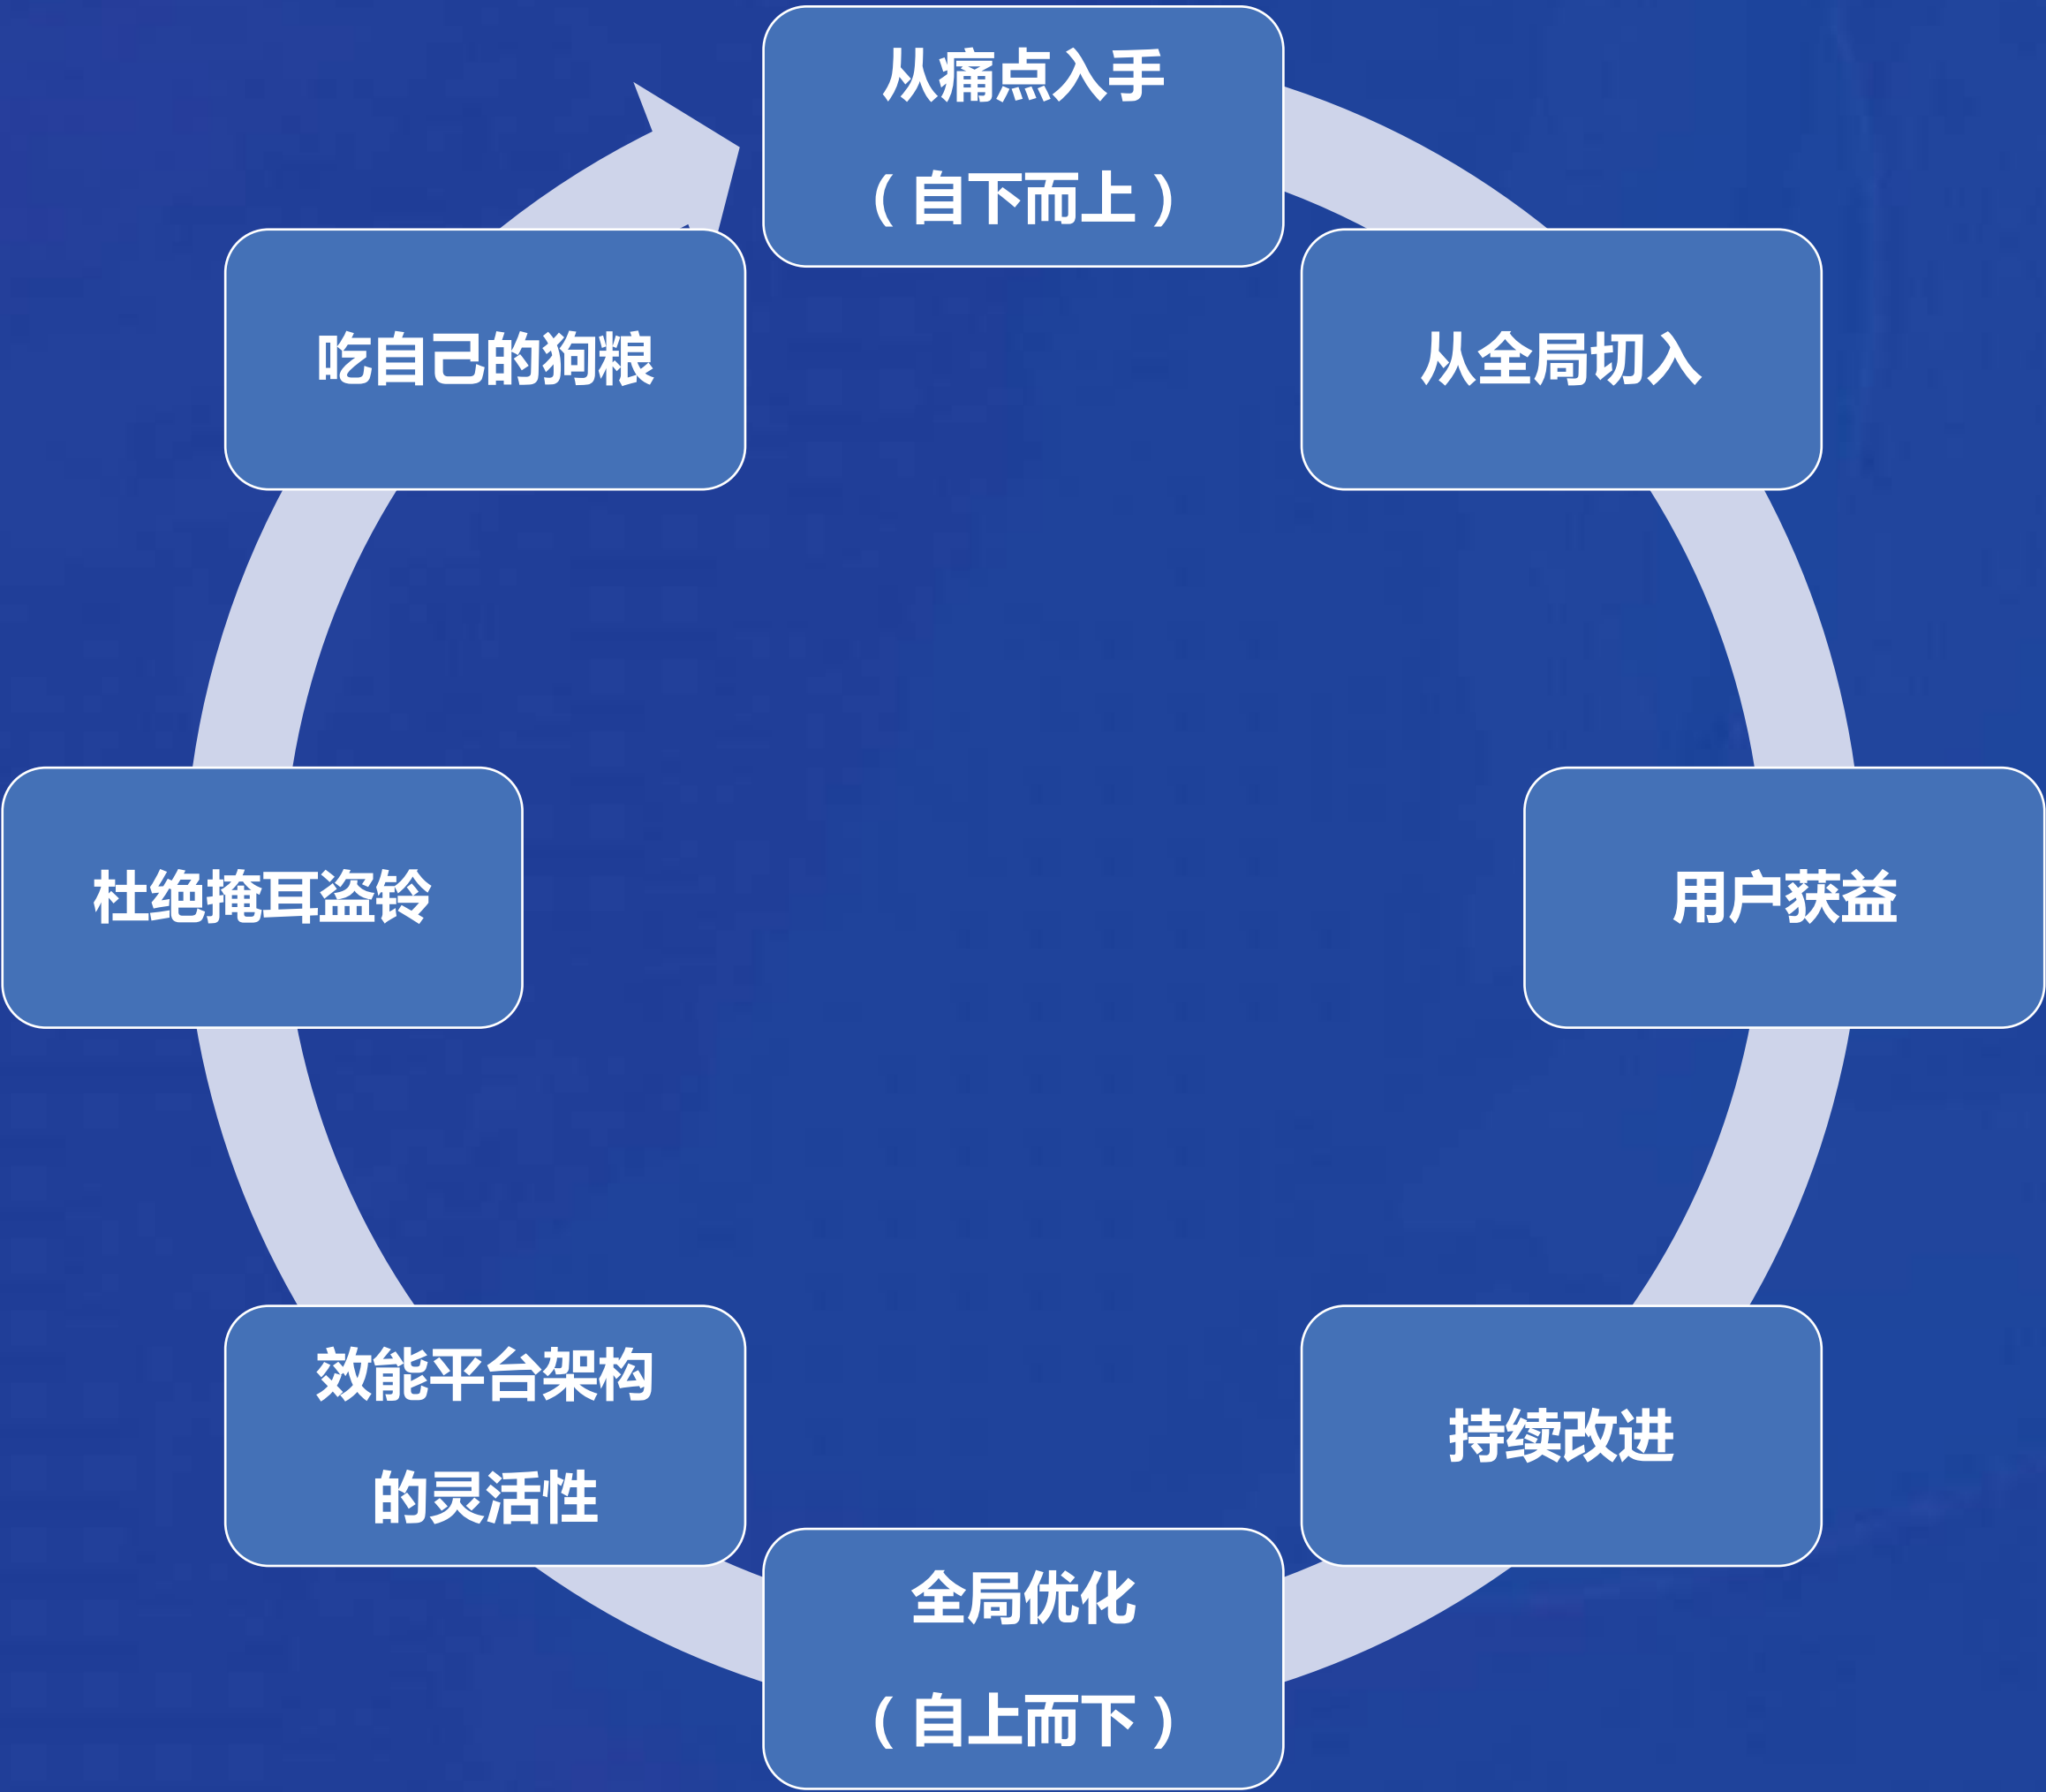 从痛点入手
（自下而上）
从全局切入
用户获益
持续改进
全局优化
（自上而下）
效能平台架构
的灵活性
杜绝掩耳盗铃
吃自己的狗粮